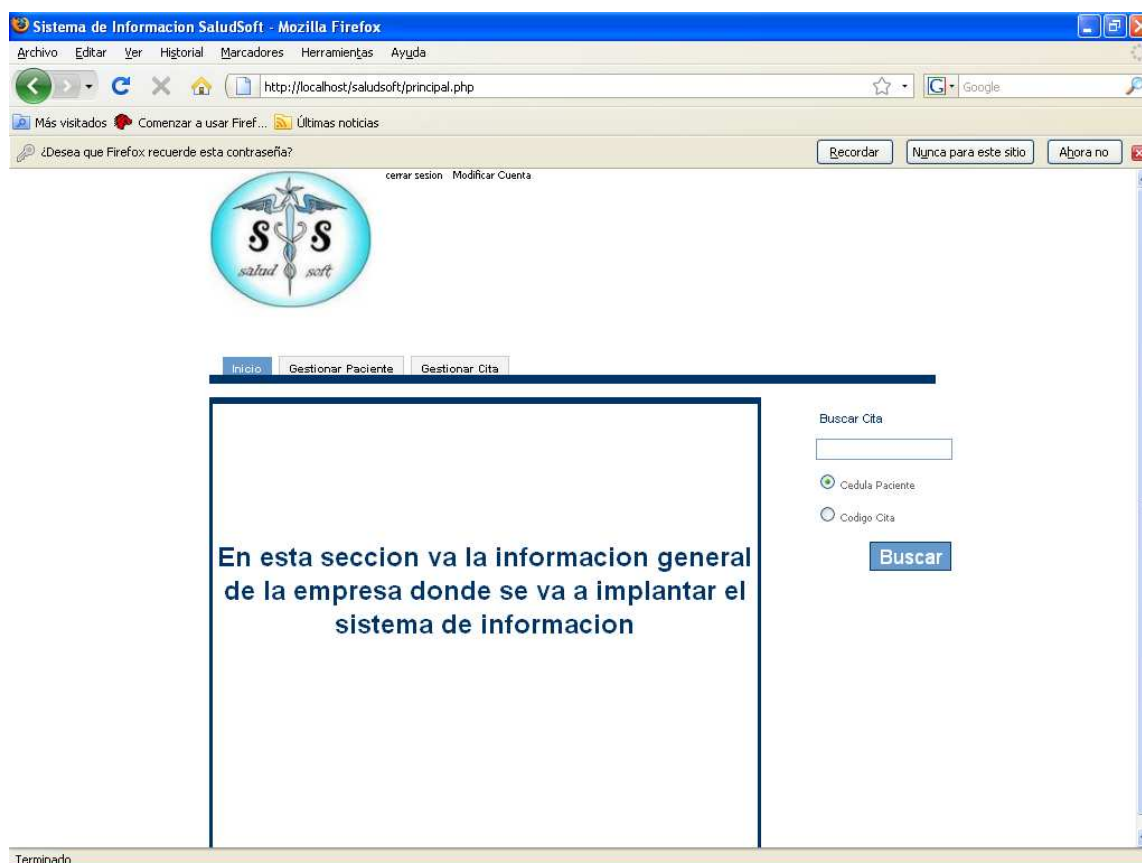 Sistema de Informacion SaludSoft - Mozilla Firefox
Archivo Editar Ver Historial Marcadores Herramientas Ayuda
http://localhost/saludsoft/principal.php
G Google
Más visitados Comenzar a usar Firef... Últimas noticias
¿Desea que Firefox recuerde esta contraseña? Recordar Nunca para este sitio Ahora no
cerrar sesion Modificar Cuenta
S S
salud soft
Inicio Gestionar Paciente Gestionar Cita
Buscar Cita
Cedula Paciente
Codigo Cita
Buscar
En esta seccion va la informacion general
de la empresa donde se va a implantar el
sistema de informacion
Terminado